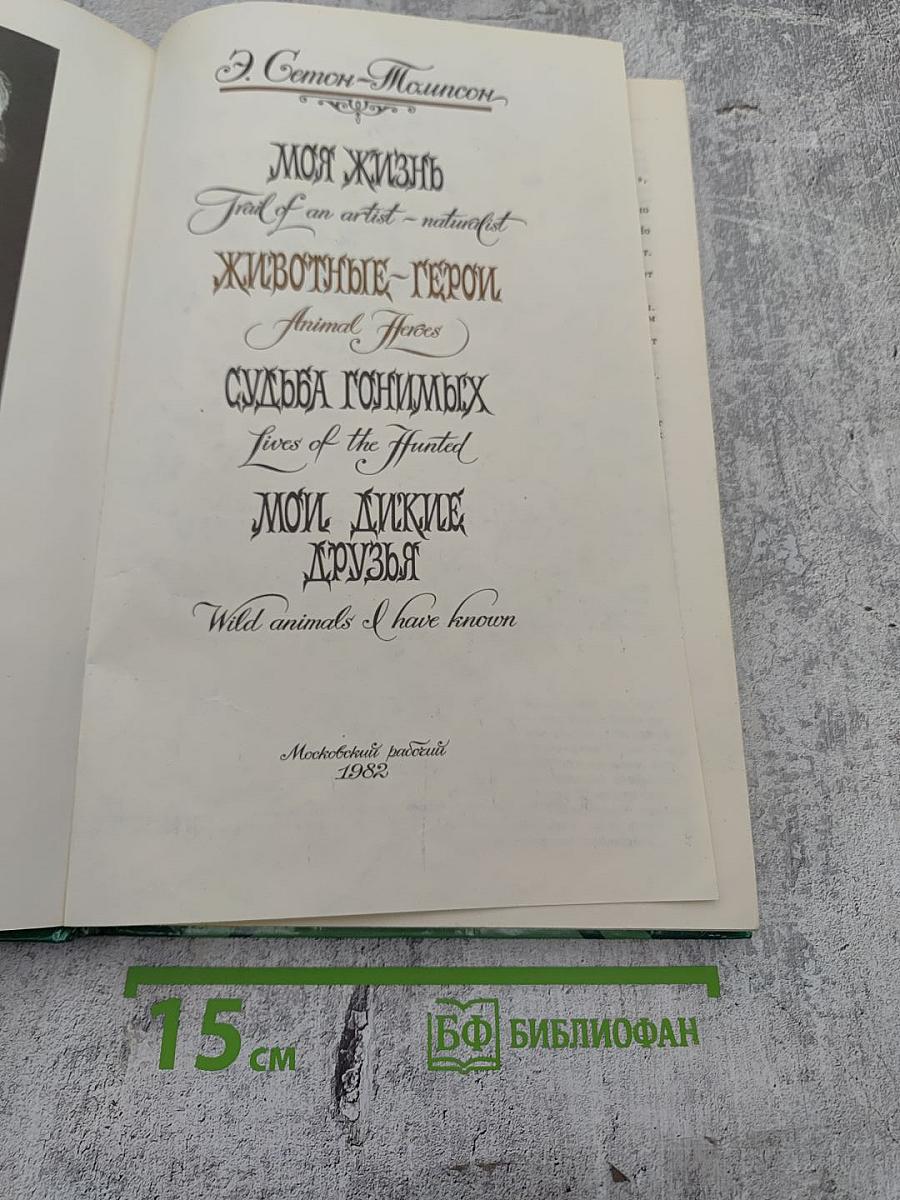 Э. Сетон-Томпсон
МОЯ ЖИЗНЬ
Trail of an artist - naturalist
ЖИВОТНЫЕ-ГЕРОИ
Animal Heroes
СУДЬБА ГОНИМЫХ
Lives of the Hunted
МОИ ДИКИЕ
ДРУЗЬЯ
Wild animals I have known
Московский рабочий
1982
15 см
БФ БИБЛИОФАН